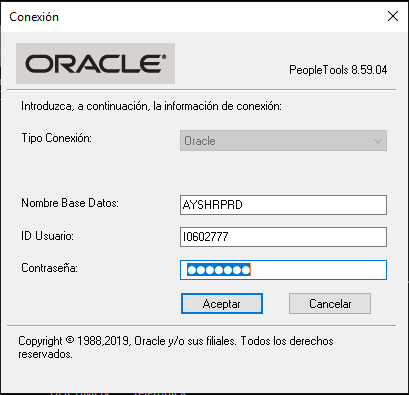 Conexión
ORACLE®
PeopleTools 8.59.04
Introduzca, a continuación, la información de conexión:
Tipo Conexión:
Oracle
Nombre Base Datos:
AYSHRPRD
ID Usuario:
I0602777
Contraseña:
●●●●●●●
Aceptar
Cancelar
Copyright © 1988,2019, Oracle y/o sus filiales. Todos los derechos
reservados.